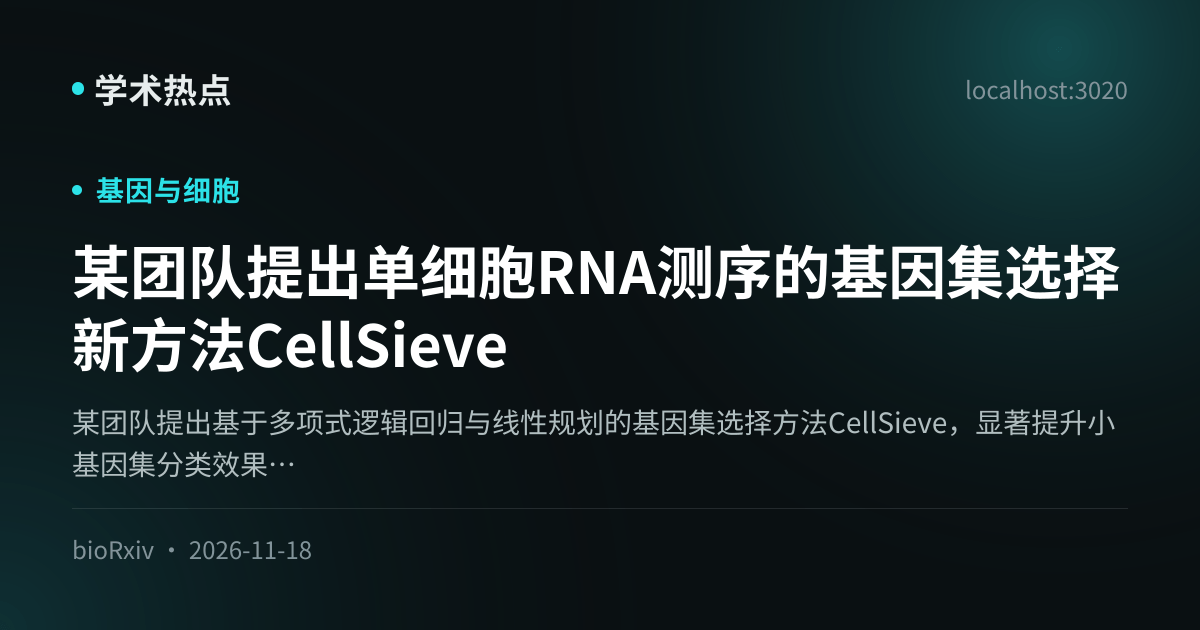 学术热点
localhost:3020
基因与细胞
某团队提出单细胞RNA测序的基因集选择
新方法CellSieve
某团队提出基于多项式逻辑回归与线性规划的基因集选择方法CellSieve，显著提升小
基因集分类效果…
bioRxiv · 2026-11-18